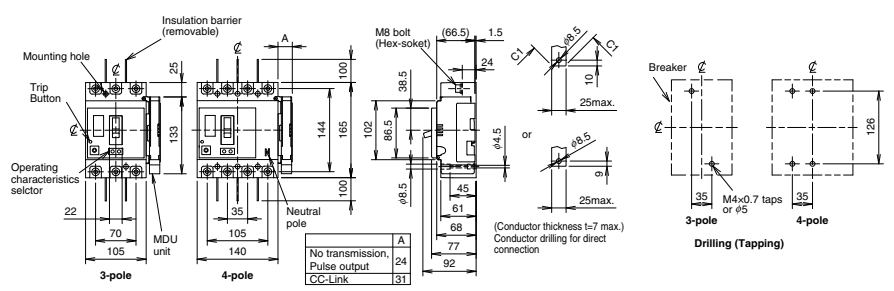 Insulation barrier
(removable)
Mounting hole
Trip
Button
Operating
characteristics
selctor
25
133
22
70
105
3-pole
MDU
unit
A
100
144
165
100
35
105
140
4-pole
Neutral
pole
A
No transmission,
Pulse output
24
CC-Link
31
M8 bolt
(Hex-soket)
(66.5)
1.5
24
38.5
102
86.5
φ8.5
φ4.5
45
61
68
77
92
C1
φ8.5
C1
10
25max.
or
φ8.5
9
25max.
(Conductor thickness t=7 max.)
Conductor drilling for direct
connection
Breaker
126
35
M4×0.7 taps
or φ5
35
3-pole
4-pole
Drilling (Tapping)